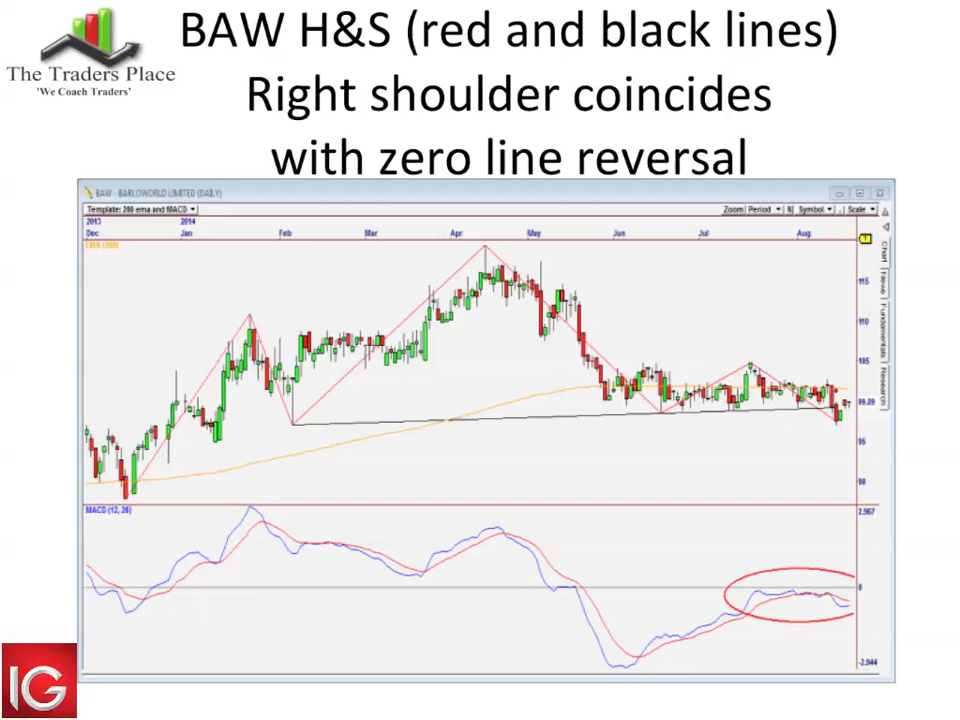 BAW H&S (red and black lines)
Right shoulder coincides
with zero line reversal
The Traders Place
'We Coach Traders'
BAW - BARLOWORLD LIMITED (DAILY)
Template: 200 ema and MACD
Zoom Period Symbol Scale
2013 2014
Dec Jan Feb Mar Apr May Jun Jul Aug
EMA (200)
115
110
105
99.09
95
90
Chart
News
Fundamentals
Research
MACD (12, 26)
2.967
0
-2.944
IG